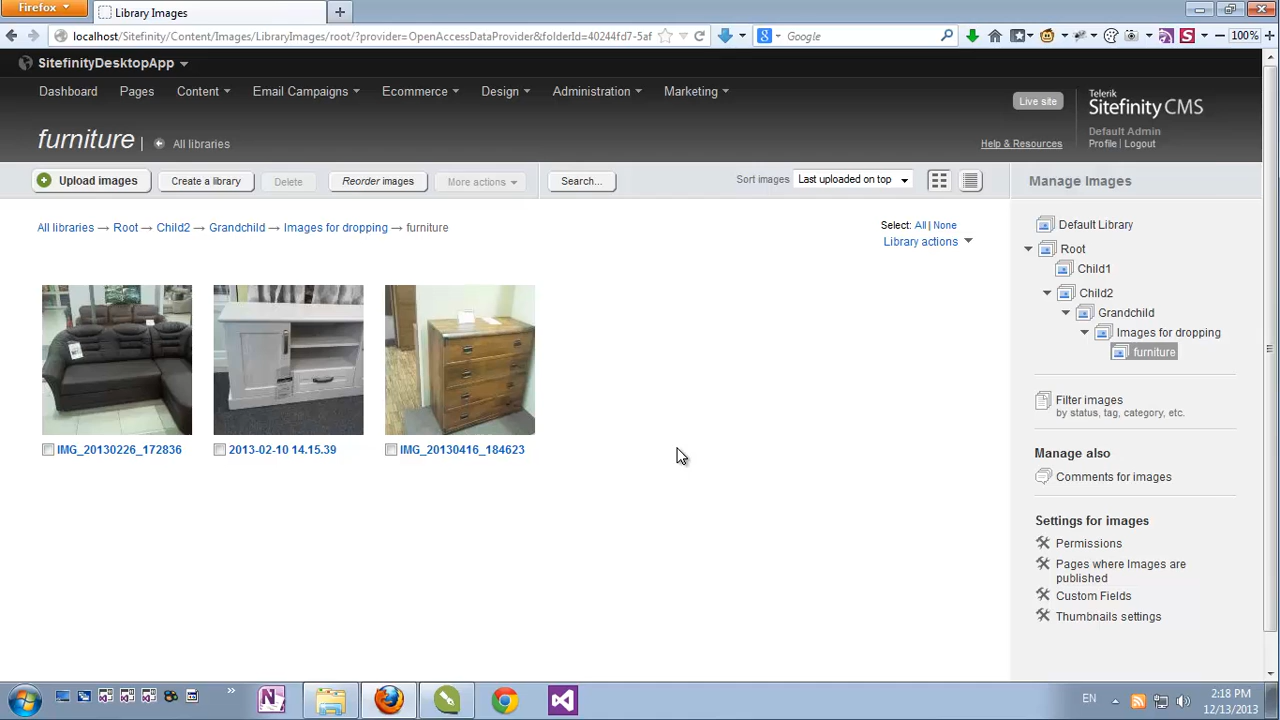 Firefox
Library Images
localhost/Sitefinity/Content/Images/LibraryImages/root/?provider=OpenAccessDataProvider&folderId=40244fd7-5af
Google
100%
SitefinityDesktopApp
Dashboard
Pages
Content
Email Campaigns
Ecommerce
Design
Administration
Marketing
Live site
Telerik
Sitefinity CMS
Default Admin
Profile | Logout
Help & Resources
furniture |
All libraries
Upload images
Create a library
Delete
Reorder images
More actions
Search...
Sort images
Last uploaded on top
Manage Images
All libraries → Root → Child2 → Grandchild → Images for dropping → furniture
Select: All | None
Library actions
IMG_20130226_172836
2013-02-10 14.15.39
IMG_20130416_184623
Default Library
Root
Child1
Child2
Grandchild
Images for dropping
furniture
Filter images
by status, tag, category, etc.
Manage also
Comments for images
Settings for images
Permissions
Pages where Images are
published
Custom Fields
Thumbnails settings
EN
2:18 PM
12/13/2013